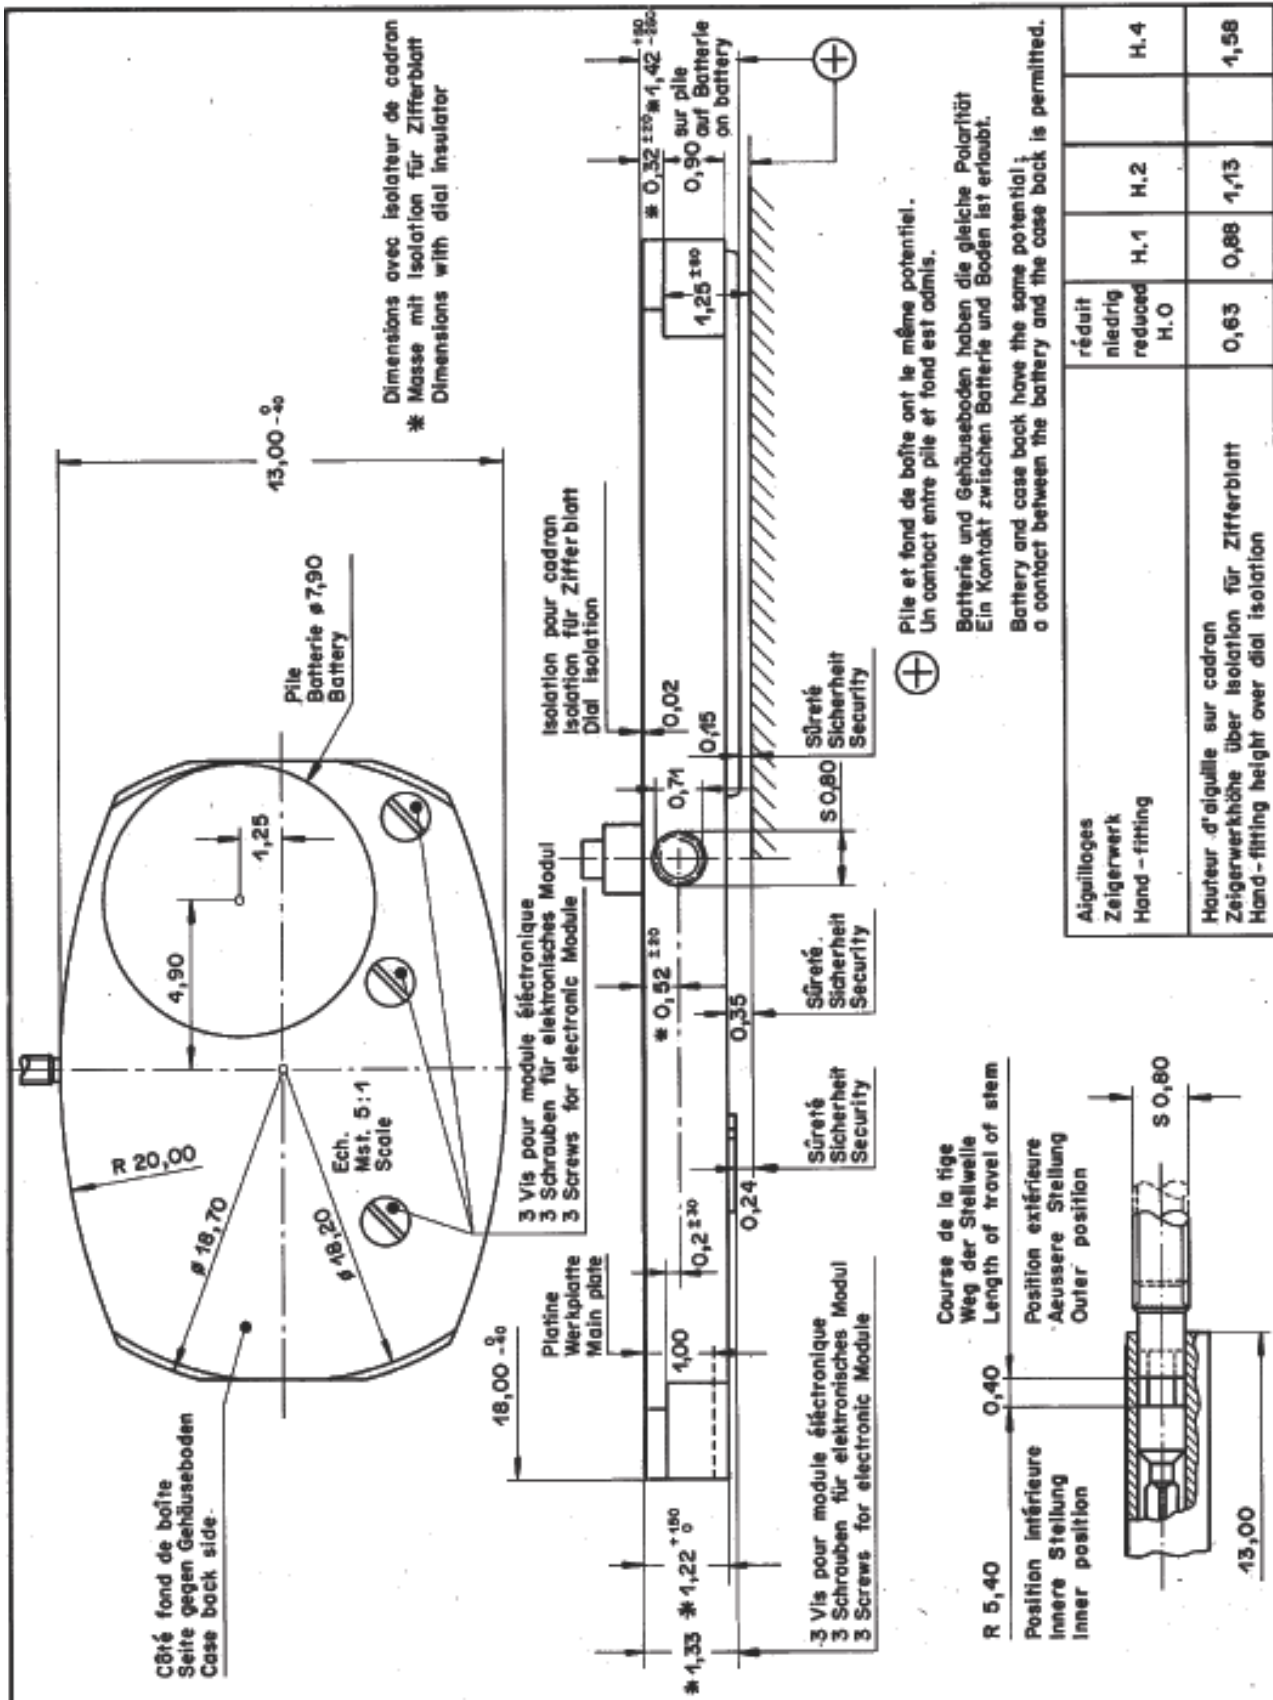 Côté fond de boîte
Seite gegen Gehäuseboden
Case back side
R 20,00
ø 18,70
ø 18,20
Ech.
Mst. 5:1
Scale
4,90
1,25
Pile
Batterie ø7,90
Battery
13,00 0 -40
Dimensions avec isolateur de cadran
* Masse mit Isolation für Zifferblatt
Dimensions with dial insulator
3 Vis pour module éléctronique
3 Schrauben für elektronisches Modul
3 Screws for electronic Module
18,00 0 -40
Platine
Werkplatte
Main plate
1,00
0,2 ±30
* 0,52 ±20
Isolation pour cadran
Isolation für Zifferblatt
Dial isolation
0,02
0,71
0,15
S 0,80
1,25 ±60
* 0,32 ±20
* 1,42 +50 -260
0,90
sur pile
auf Batterie
on battery
* 1,33
* 1,22 +150 0
0,24
0,35
Sûreté
Sicherheit
Security
Sûreté
Sicherheit
Security
Sûreté
Sicherheit
Security
3 Vis pour module éléctronique
3 Schrauben für elektronisches Modul
3 Screws for electronic Module
Pile et fond de boîte ont le même potentiel.
Un contact entre pile et fond est admis.
Batterie und Gehäuseboden haben die gleiche Polarität
Ein Kontakt zwischen Batterie und Boden ist erlaubt.
Battery and case back have the same potential;
a contact between the battery and the case back is permitted.
R 5,40
0,40
Course de la tige
Weg der Stellwelle
Length of travel of stem
Position intérieure
Innere Stellung
Inner position
Position extérieure
Aeussere Stellung
Outer position
S 0,80
13,00
Aiguillages
Zeigerwerk
Hand-fitting
réduit
niedrig
reduced
H.0
H.1
H.2
H.4
Hauteur d'aiguille sur cadran
Zeigerwerkhöhe über Isolation für Zifferblatt
Hand-fitting height over dial isolation
0,63
0,88
1,13
1,58